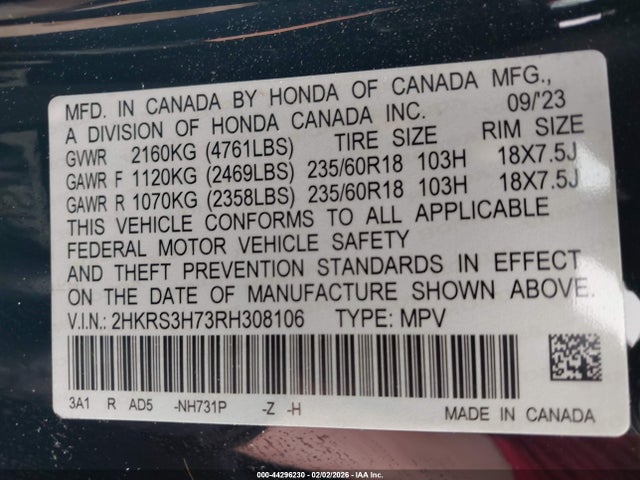 MFD. IN CANADA BY HONDA OF CANADA MFG.,
A DIVISION OF HONDA CANADA INC. 09/'23
GVWR 2160KG (4761LBS) TIRE SIZE RIM SIZE
GAWR F 1120KG (2469LBS) 235/60R18 103H 18X7.5J
GAWR R 1070KG (2358LBS) 235/60R18 103H 18X7.5J
THIS VEHICLE CONFORMS TO ALL APPLICABLE
FEDERAL MOTOR VEHICLE SAFETY
AND THEFT PREVENTION STANDARDS IN EFFECT
ON THE DATE OF MANUFACTURE SHOWN ABOVE.
V.I.N.: 2HKRS3H73RH308106 TYPE: MPV
3A1 R AD5 -NH731P -Z -H MADE IN CANADA
000-44296230 - 02/02/2026 - IAA Inc.